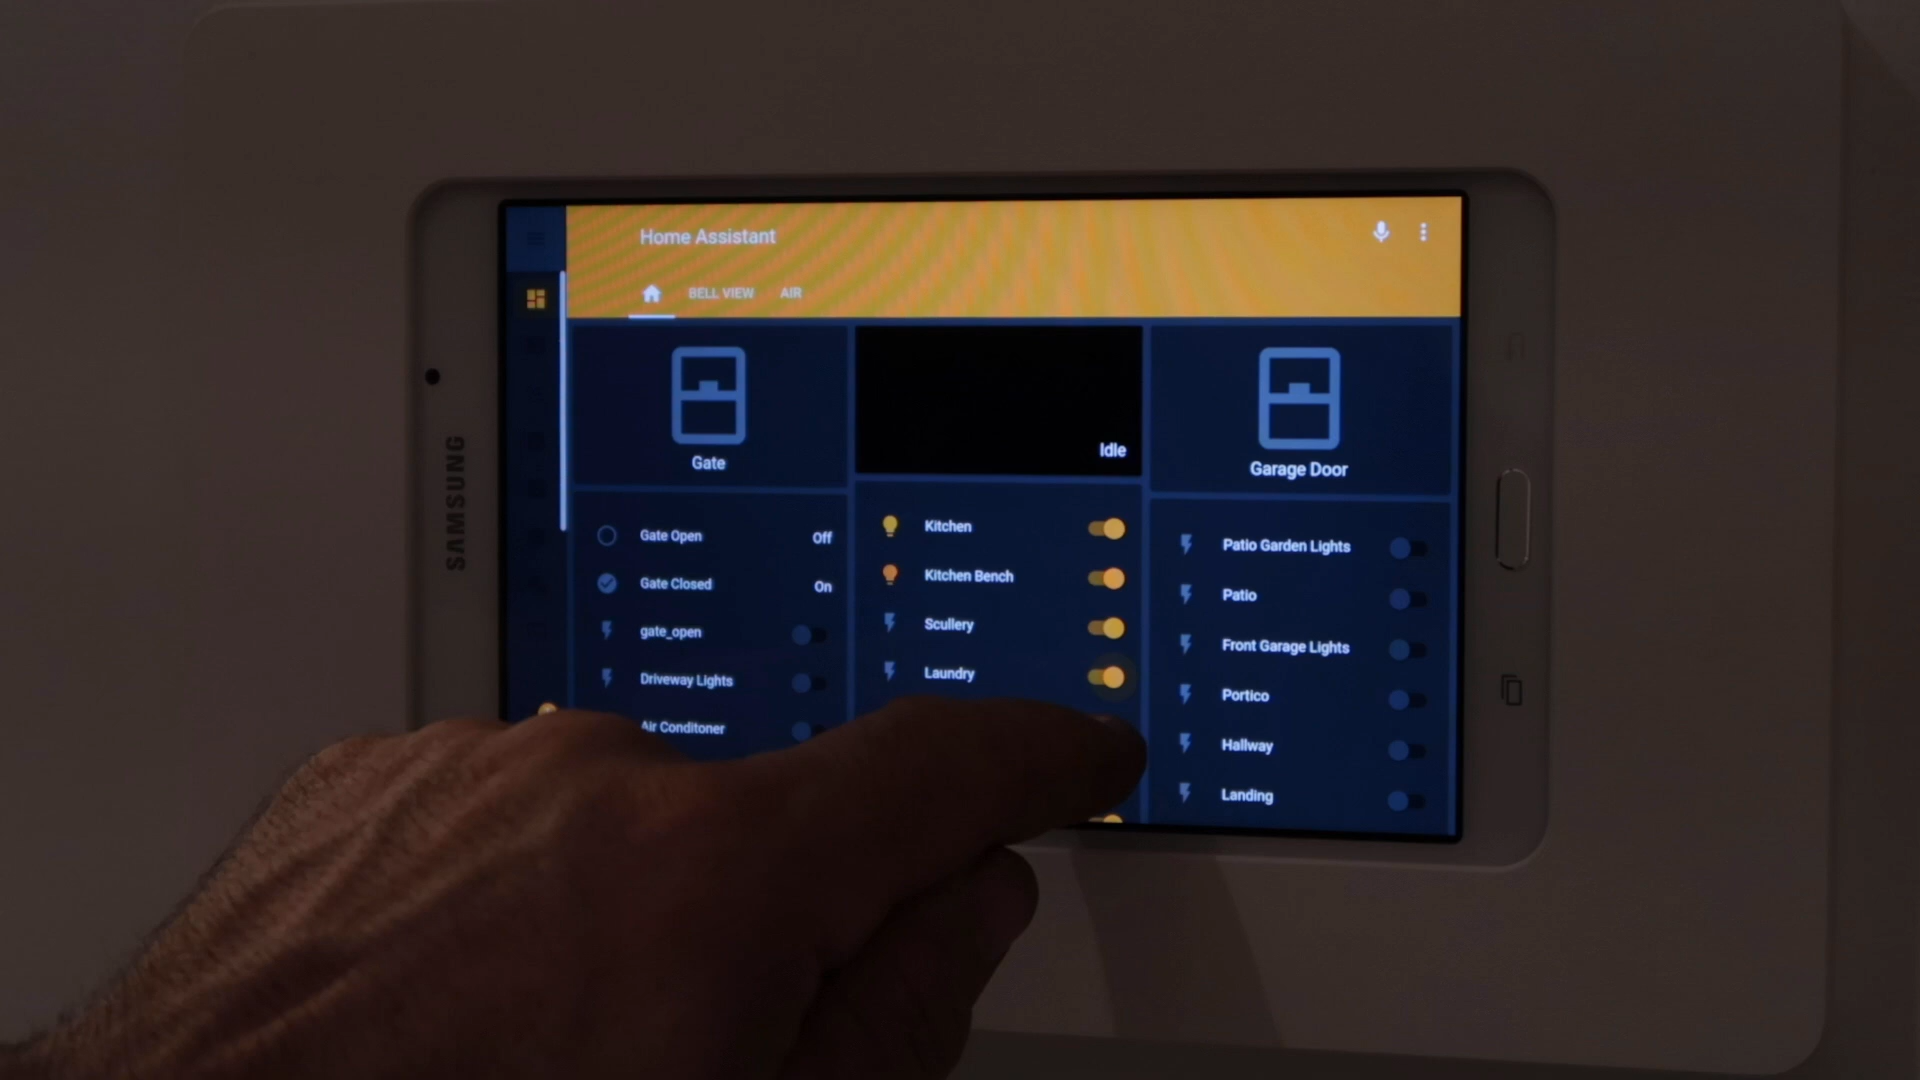 SAMSUNG
Home Assistant
BELL VIEW
AIR
Gate
Gate Open Off
Gate Closed On
gate_open
Driveway Lights
Air Conditoner
Idle
Kitchen
Kitchen Bench
Scullery
Laundry
Garage Door
Patio Garden Lights
Patio
Front Garage Lights
Portico
Hallway
Landing